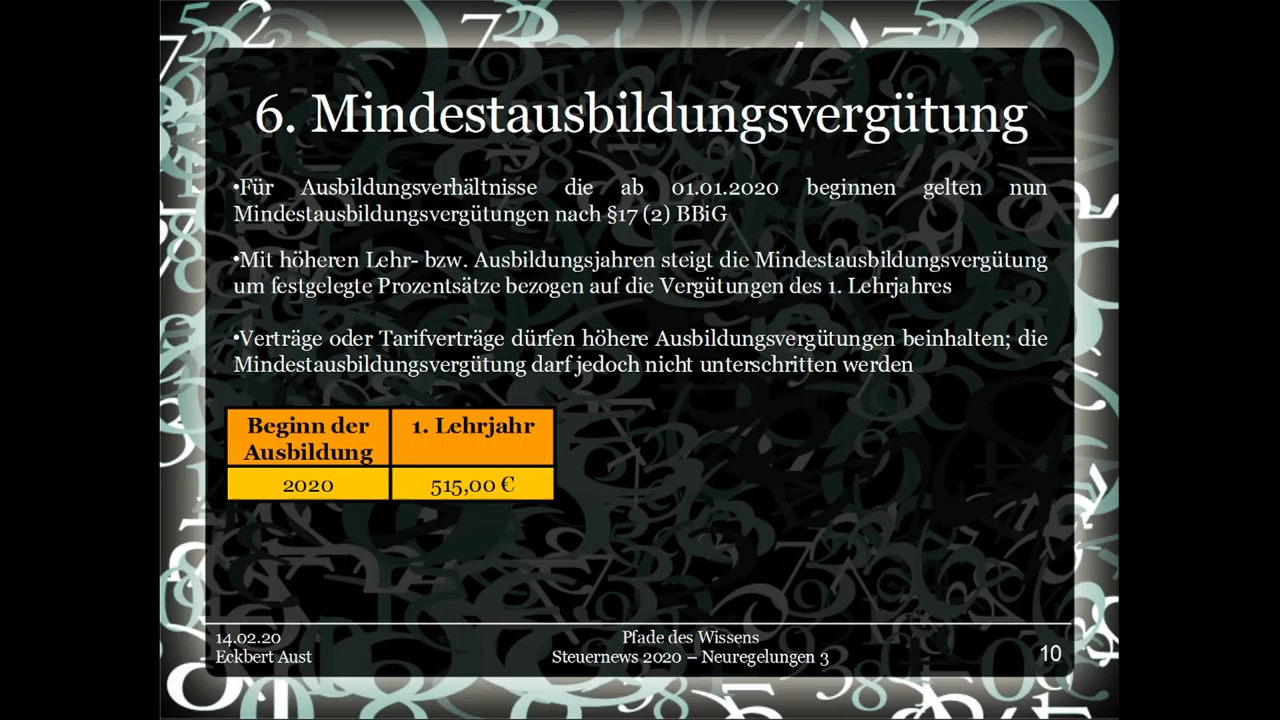 6. Mindestausbildungsvergütung
•Für Ausbildungsverhältnisse die ab 01.01.2020 beginnen gelten nun
Mindestausbildungsvergütungen nach §17 (2) BBiG
•Mit höheren Lehr- bzw. Ausbildungsjahren steigt die Mindestausbildungsvergütung
um festgelegte Prozentsätze bezogen auf die Vergütungen des 1. Lehrjahres
•Verträge oder Tarifverträge dürfen höhere Ausbildungsvergütungen beinhalten; die
Mindestausbildungsvergütung darf jedoch nicht unterschritten werden
Beginn der
Ausbildung
1. Lehrjahr
2020
515,00 €
14.02.20
Eckbert Aust
Pfade des Wissens
Steuernews 2020 – Neuregelungen 3
10